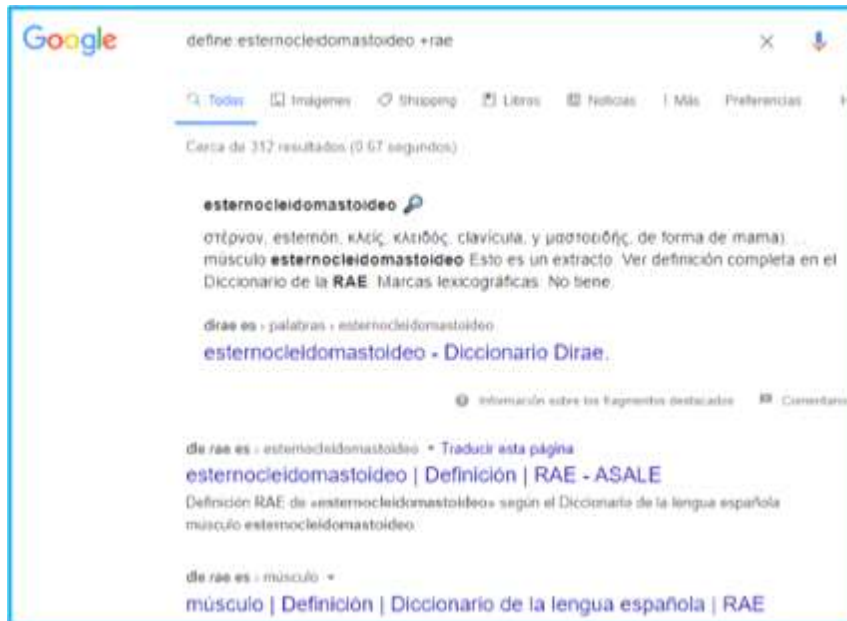 Google
define:esternocleidomastoideo +rae
Todas Imágenes Shopping Libros Noticias Más Preferencias
Cerca de 312 resultados (0.67 segundos)
esternocleidomastoideo
στέρνον, esternón, κλείς, κλειδός, clavícula, y μαστοειδής, de forma de mama). ...
músculo esternocleidomastoideo Esto es un extracto. Ver definición completa en el
Diccionario de la RAE. Marcas lexicográficas: No tiene.
dirae.es › palabras › esternocleidomastoideo
esternocleidomastoideo - Diccionario Dirae.
Información sobre los fragmentos destacados Comentarios
dle.rae.es › esternocleidomastoideo Traducir esta página
esternocleidomastoideo | Definición | RAE - ASALE
Definición RAE de «esternocleidomastoideo» según el Diccionario de la lengua española
músculo esternocleidomastoideo
dle.rae.es › músculo
músculo | Definición | Diccionario de la lengua española | RAE